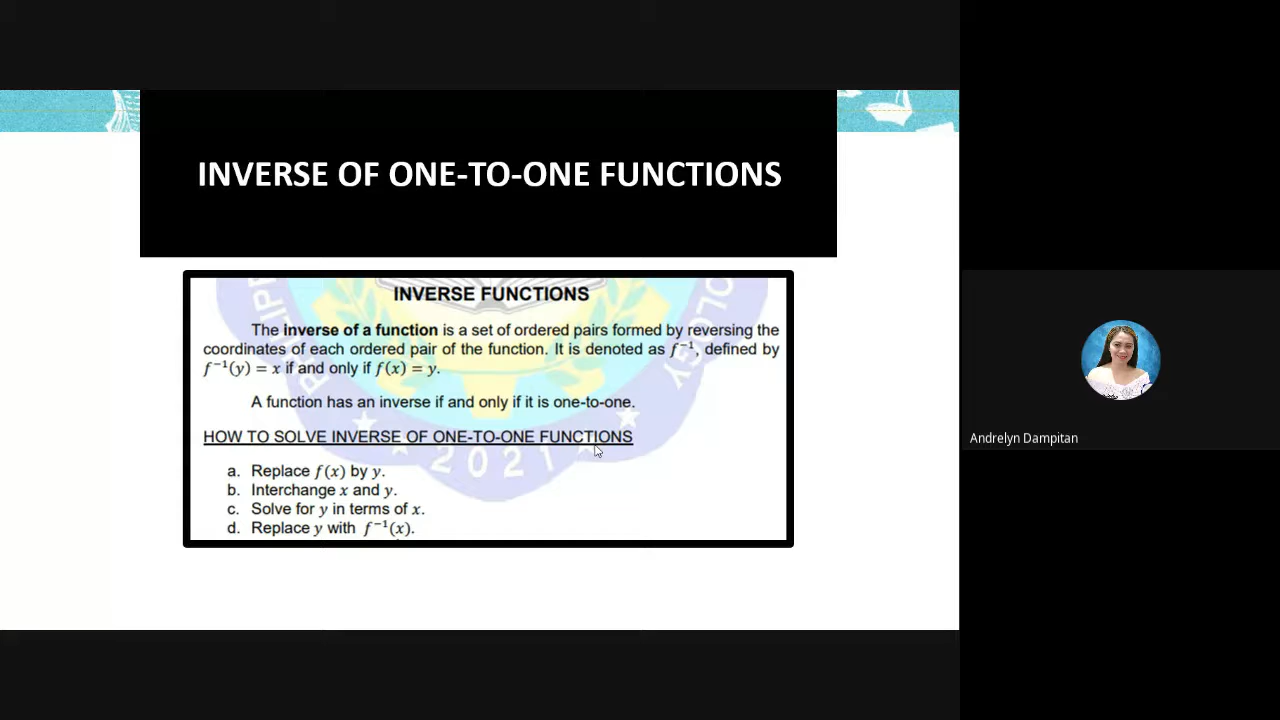 INVERSE OF ONE-TO-ONE FUNCTIONS
INVERSE FUNCTIONS
The inverse of a function is a set of ordered pairs formed by reversing the
coordinates of each ordered pair of the function. It is denoted as f⁻¹, defined by
f⁻¹(y) = x if and only if f(x) = y.
A function has an inverse if and only if it is one-to-one.
HOW TO SOLVE INVERSE OF ONE-TO-ONE FUNCTIONS
a. Replace f(x) by y.
b. Interchange x and y.
c. Solve for y in terms of x.
d. Replace y with f⁻¹(x).
2021
Andrelyn Dampitan